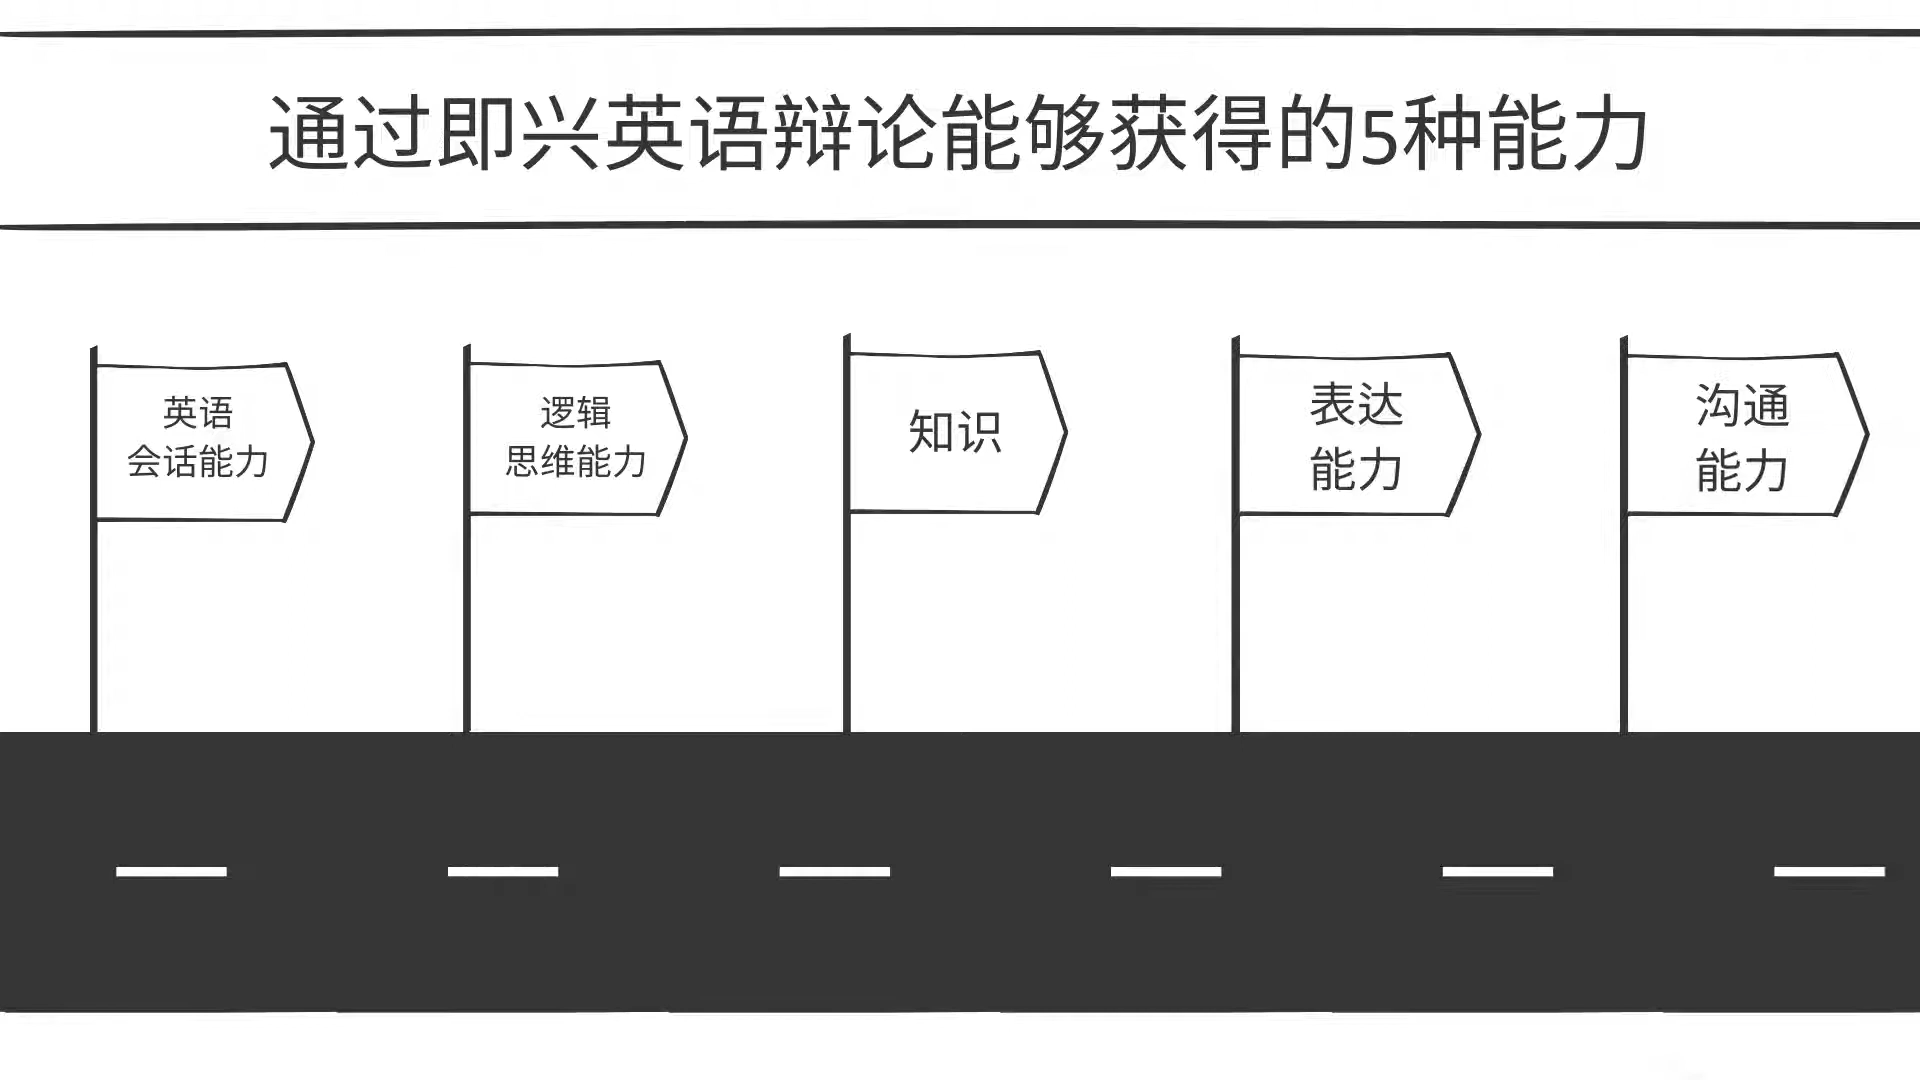 通过即兴英语辩论能够获得的5种能力
英语
会话能力
逻辑
思维能力
知识
表达
能力
沟通
能力